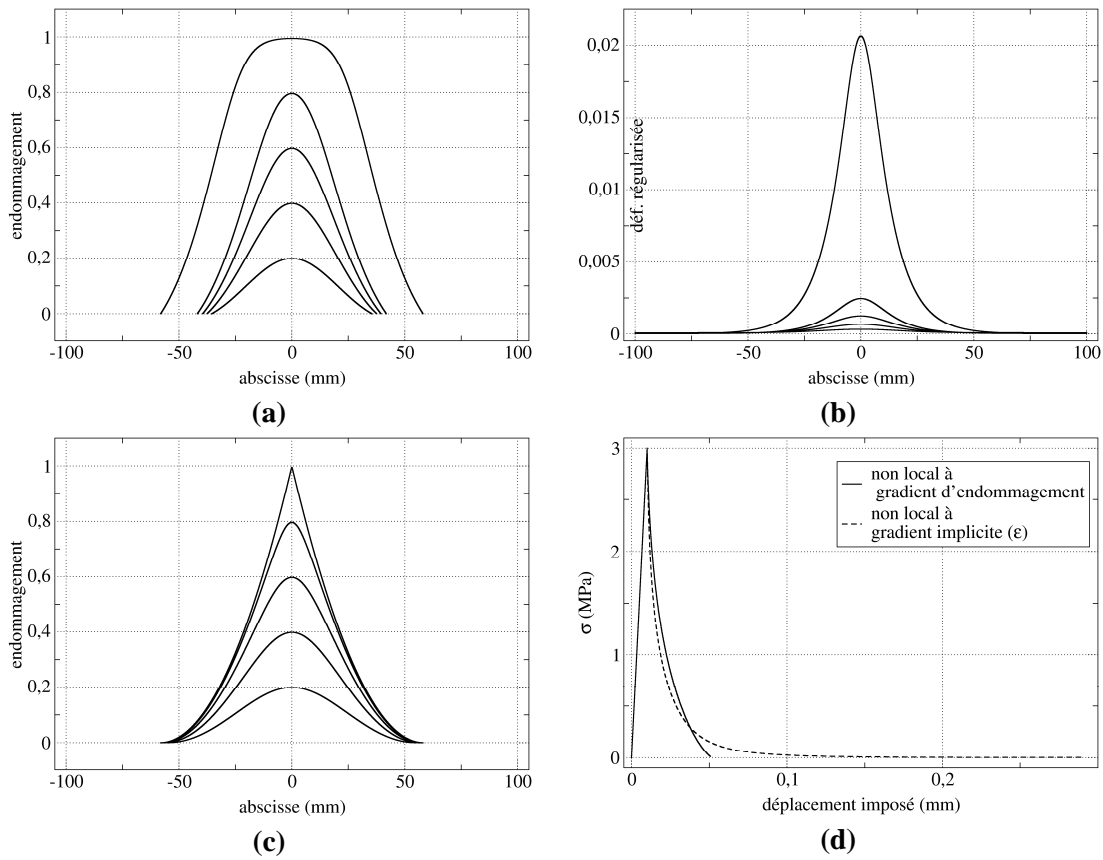 1
0,8
0,6
0,4
0,2
0
endommagement
-100
-50
0
50
100
abscisse (mm)
(a)
0,02
0,015
0,01
0,005
0
déf. régularisée
-100
-50
0
50
100
abscisse (mm)
(b)
1
0,8
0,6
0,4
0,2
0
endommagement
-100
-50
0
50
100
abscisse (mm)
(c)
3
2
1
0
σ (MPa)
non local à
gradient d'endommagement
non local à
gradient implicite (ε)
0
0,1
0,2
déplacement imposé (mm)
(d)